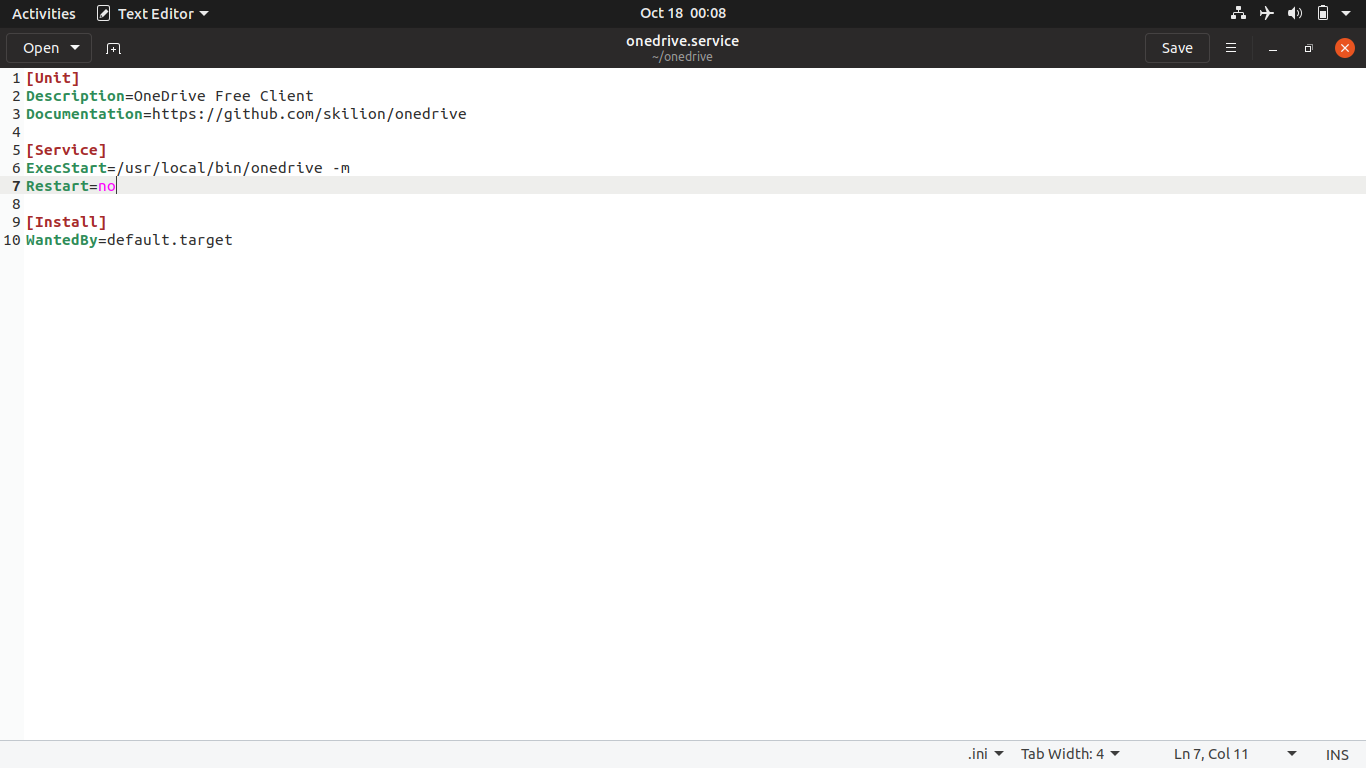 Activities Text Editor Oct 18 00:08
Open onedrive.service Save
~/onedrive
1 [Unit]
2 Description=OneDrive Free Client
3 Documentation=https://github.com/skilion/onedrive
4
5 [Service]
6 ExecStart=/usr/local/bin/onedrive -m
7 Restart=no
8
9 [Install]
10 WantedBy=default.target
.ini Tab Width: 4 Ln 7, Col 11 INS